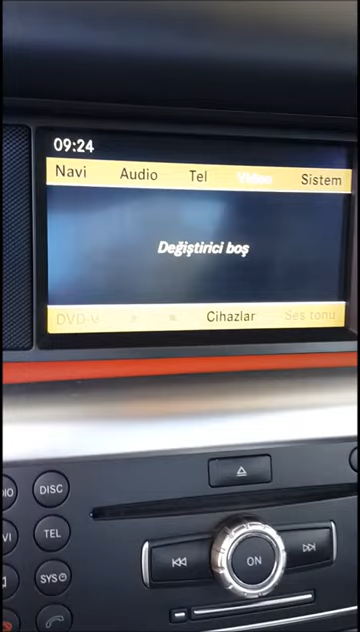 09:24
Navi Audio Tel Video Sistem
Değiştirici boş
DVD-V Cihazlar Ses tonu
DISC
TEL
SYS
ON